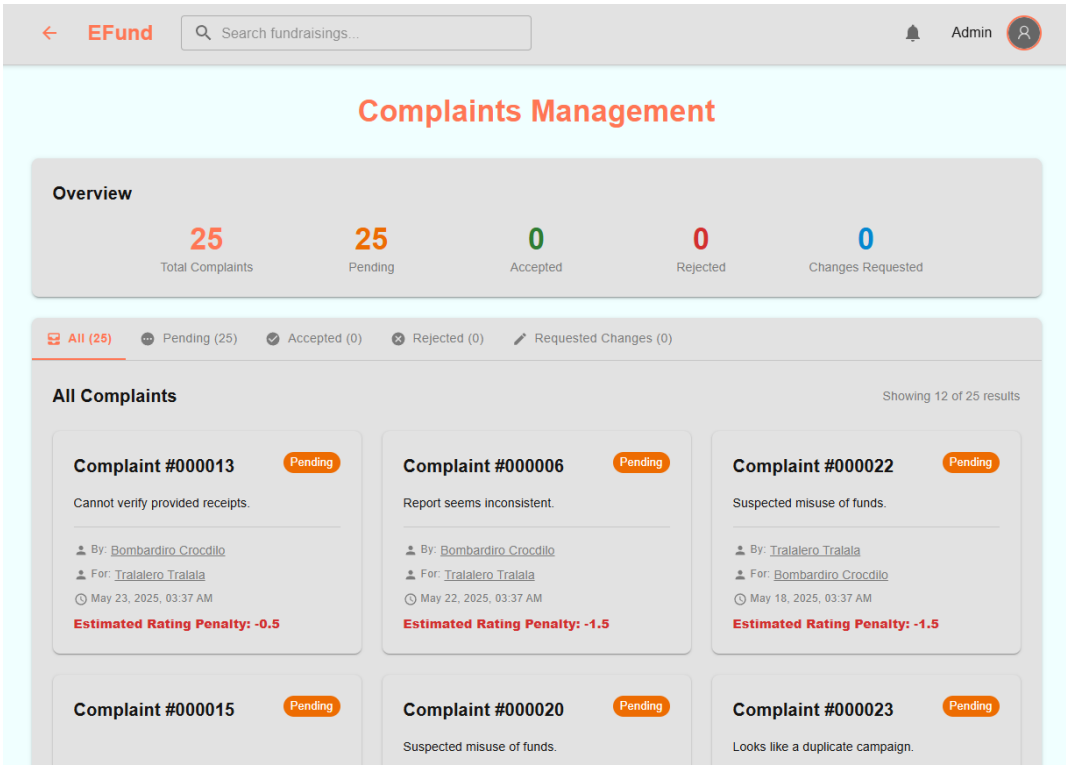 EFund
Search fundraisings...
Admin
Complaints Management
Overview
25 25 0 0 0
Total Complaints Pending Accepted Rejected Changes Requested
All (25) Pending (25) Accepted (0) Rejected (0) Requested Changes (0)
All Complaints
Showing 12 of 25 results
Complaint #000013
Pending
Cannot verify provided receipts.
By: Bombardiro Crocdilo
For: Tralalero Tralala
May 23, 2025, 03:37 AM
Estimated Rating Penalty: -0.5
Complaint #000006
Pending
Report seems inconsistent.
By: Bombardiro Crocdilo
For: Tralalero Tralala
May 22, 2025, 03:37 AM
Estimated Rating Penalty: -1.5
Complaint #000022
Pending
Suspected misuse of funds.
By: Tralalero Tralala
For: Bombardiro Crocdilo
May 18, 2025, 03:37 AM
Estimated Rating Penalty: -1.5
Complaint #000015
Pending
Complaint #000020
Pending
Suspected misuse of funds.
Complaint #000023
Pending
Looks like a duplicate campaign.